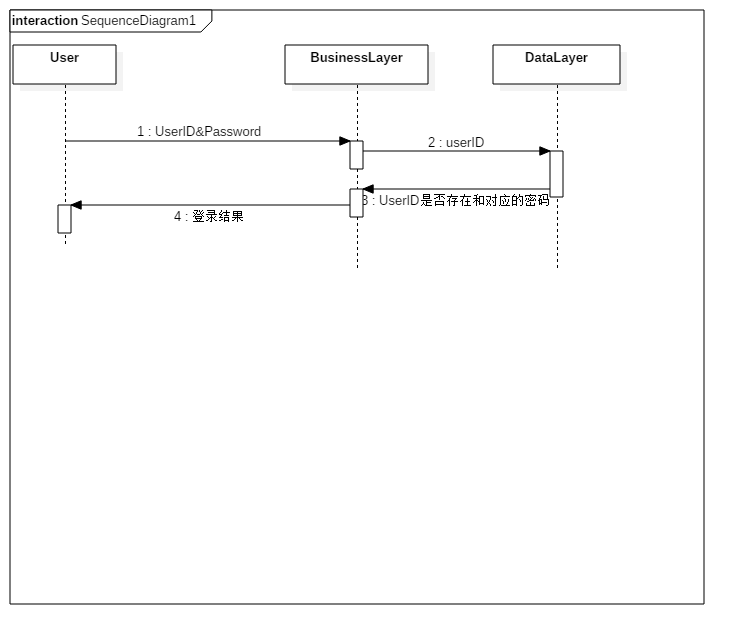 interaction SequenceDiagram1
User
BusinessLayer
DataLayer
1 : UserID&Password
2 : userID
3 : UserID是否存在和对应的密码
4 : 登录结果